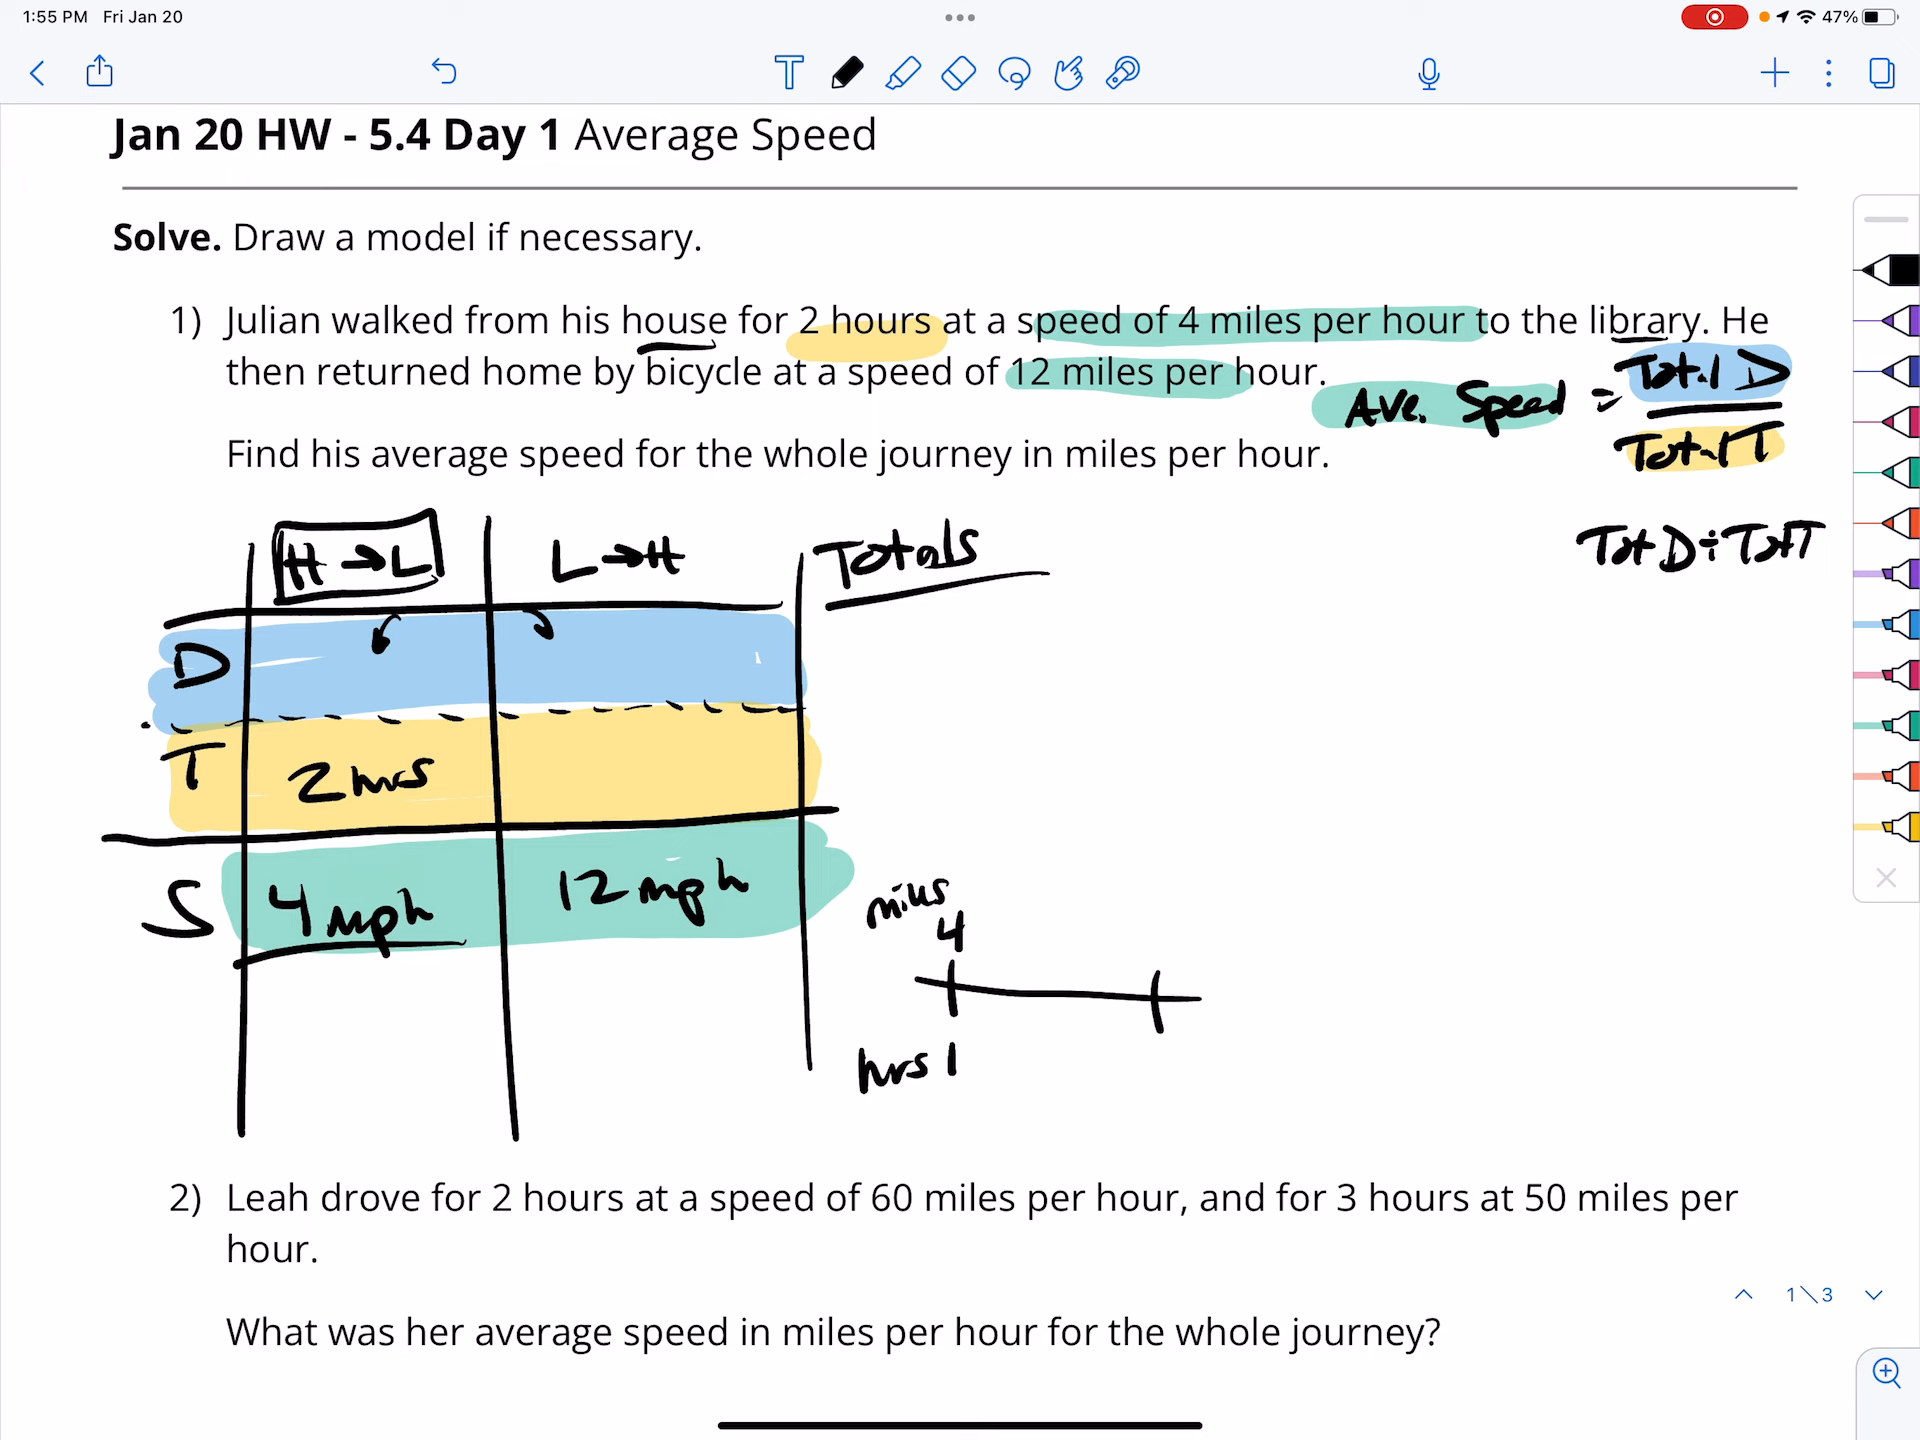 1:55 PM Fri Jan 20
47%
Jan 20 HW - 5.4 Day 1 Average Speed
Solve. Draw a model if necessary.
1) Julian walked from his house for 2 hours at a speed of 4 miles per hour to the library. He
then returned home by bicycle at a speed of 12 miles per hour.
Ave. Speed = Total D
Total T
Find his average speed for the whole journey in miles per hour.
Tot D ÷ Tot T
H → L L → H Totals
D
T 2 hrs
S 4 mph 12 mph
miles
4
hrs 1
2) Leah drove for 2 hours at a speed of 60 miles per hour, and for 3 hours at 50 miles per
hour.
1\3
What was her average speed in miles per hour for the whole journey?